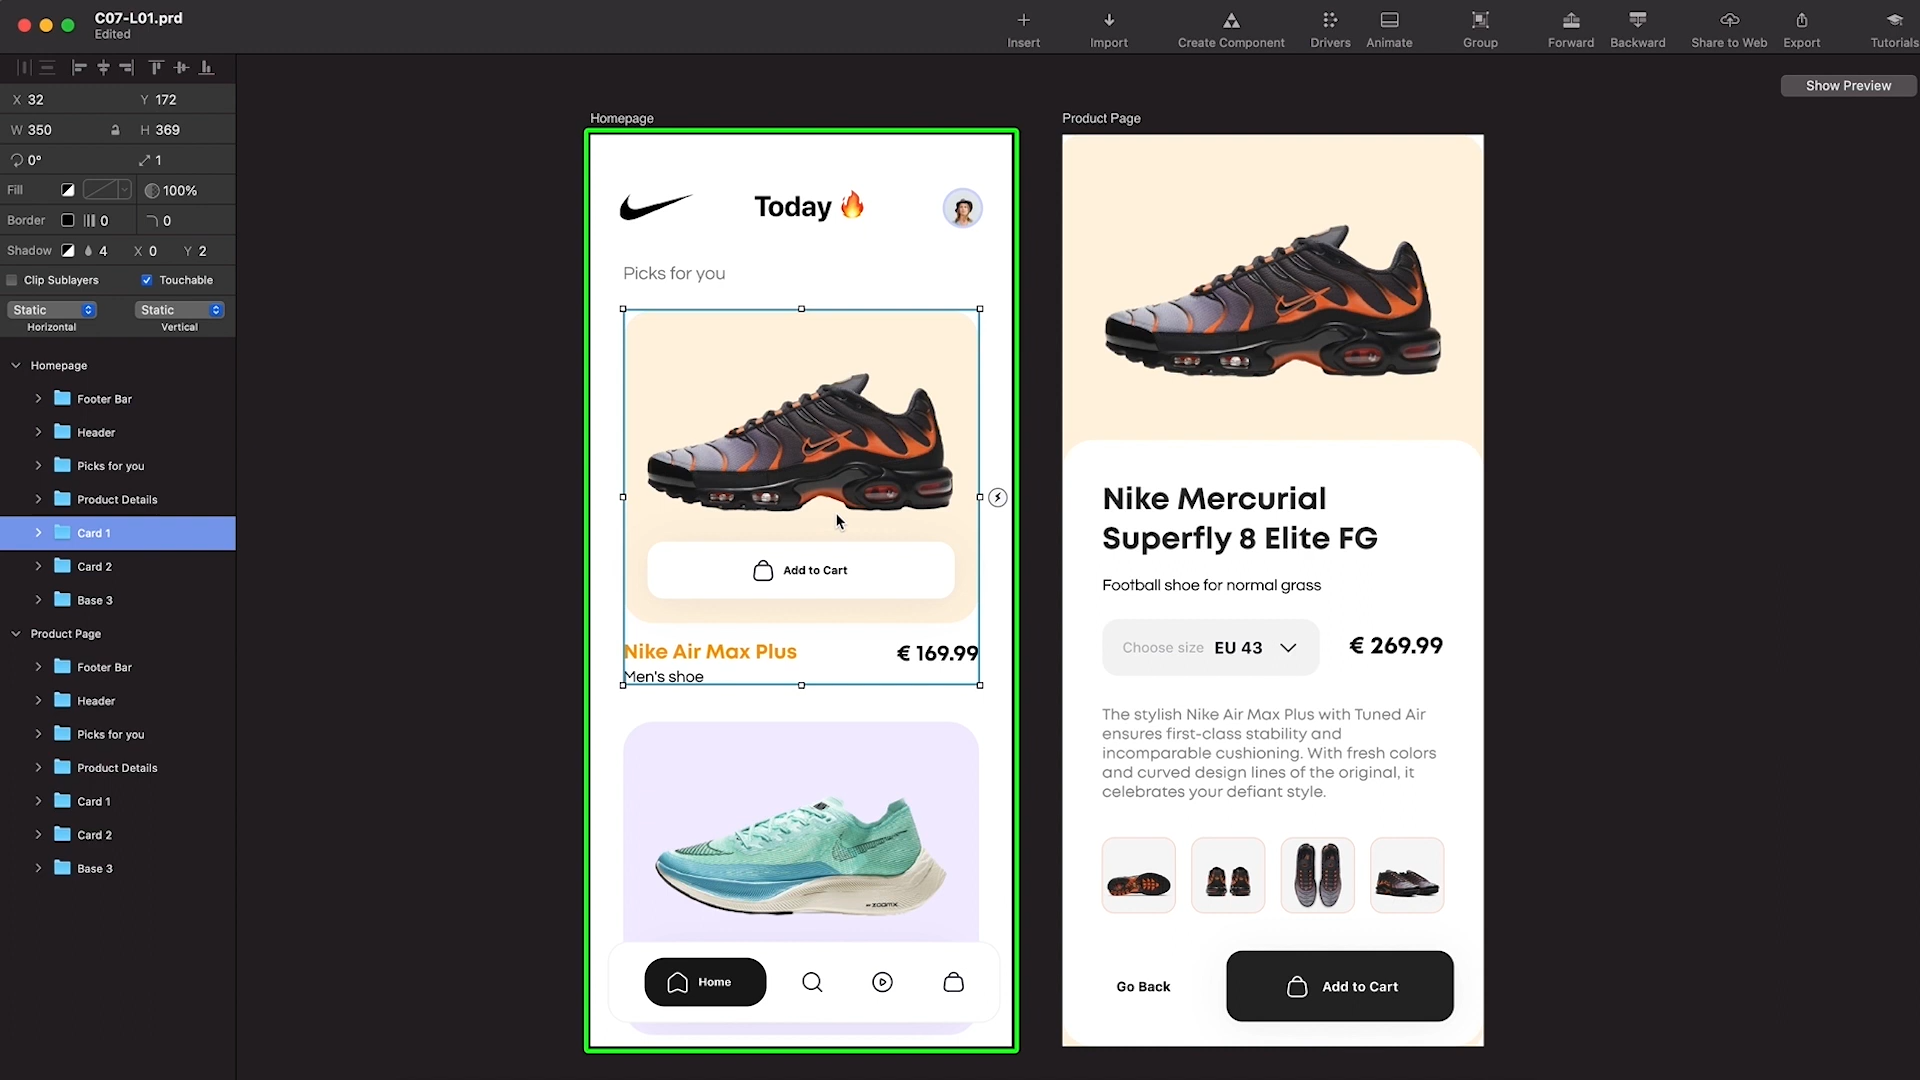 C07-L01.prd
Edited
Insert
Import
Create Component
Drivers
Animate
Group
Forward
Backward
Share to Web
Export
Tutorials
X 32
Y 172
W 350
H 369
0°
1
Fill
100%
Border
0
0
Shadow
4
X 0
Y 2
Clip Sublayers
Touchable
Static
Static
Horizontal
Vertical
Homepage
Footer Bar
Header
Picks for you
Product Details
Card 1
Card 2
Base 3
Product Page
Footer Bar
Header
Picks for you
Product Details
Card 1
Card 2
Base 3
Show Preview
Homepage
Today 🔥
Picks for you
Add to Cart
Nike Air Max Plus
€ 169.99
Men's shoe
ZOOMX
Home
Product Page
Nike Mercurial
Superfly 8 Elite FG
Football shoe for normal grass
Choose size EU 43
€ 269.99
The stylish Nike Air Max Plus with Tuned Air
ensures first-class stability and
incomparable cushioning. With fresh colors
and curved design lines of the original, it
celebrates your defiant style.
Go Back
Add to Cart